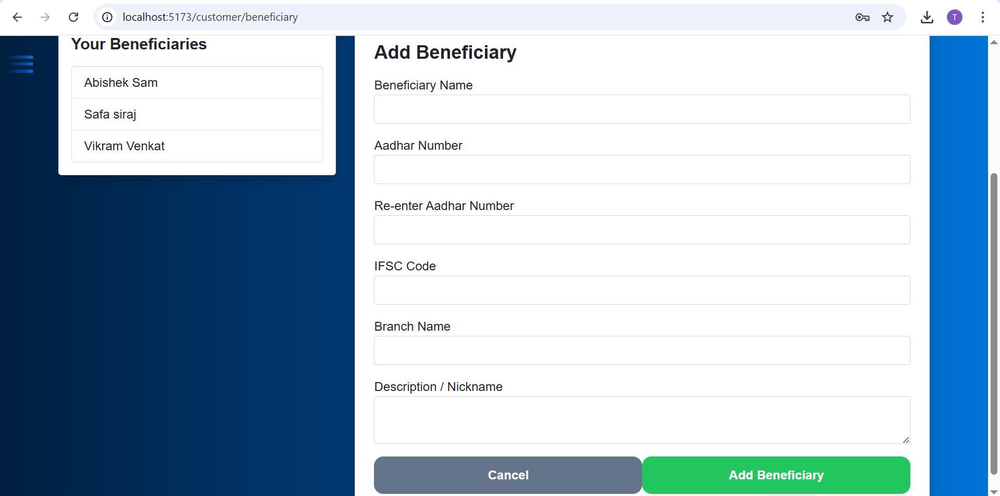 localhost:5173/customer/beneficiary
T
Your Beneficiaries
Abishek Sam
Safa siraj
Vikram Venkat
Add Beneficiary
Beneficiary Name
Aadhar Number
Re-enter Aadhar Number
IFSC Code
Branch Name
Description / Nickname
Cancel
Add Beneficiary